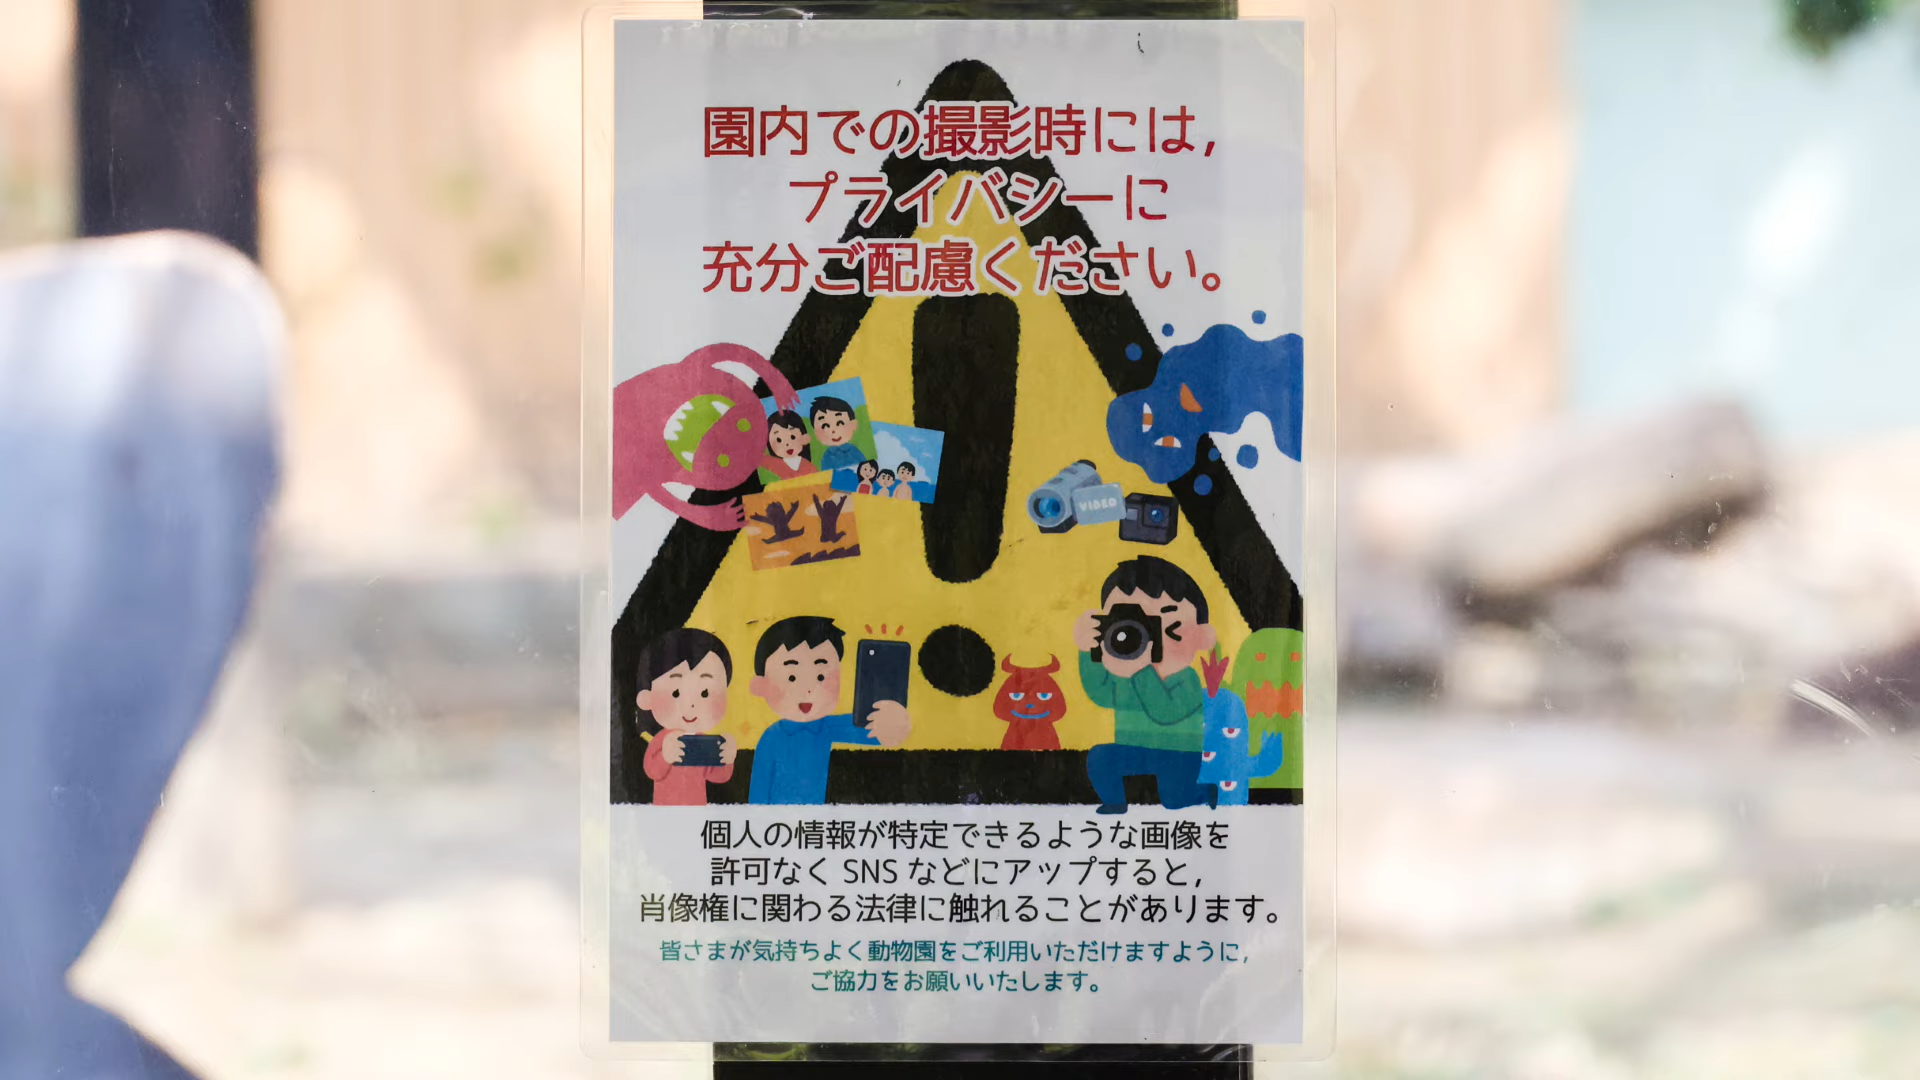 園内での撮影時には,
プライバシーに
充分ご配慮ください。
VIDEO
個人の情報が特定できるような画像を
許可なく SNS などにアップすると,
肖像権に関わる法律に触れることがあります。
皆さまが気持ちよく動物園をご利用いただけますように,
ご協力をお願いいたします。